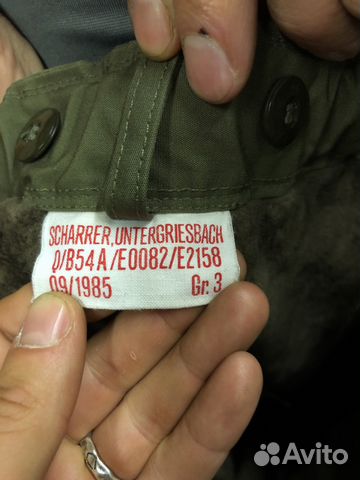 SCHARRER, UNTERGRIESBACH
D/B54A/E0082/E2158
09/1985 Gr. 3
Avito